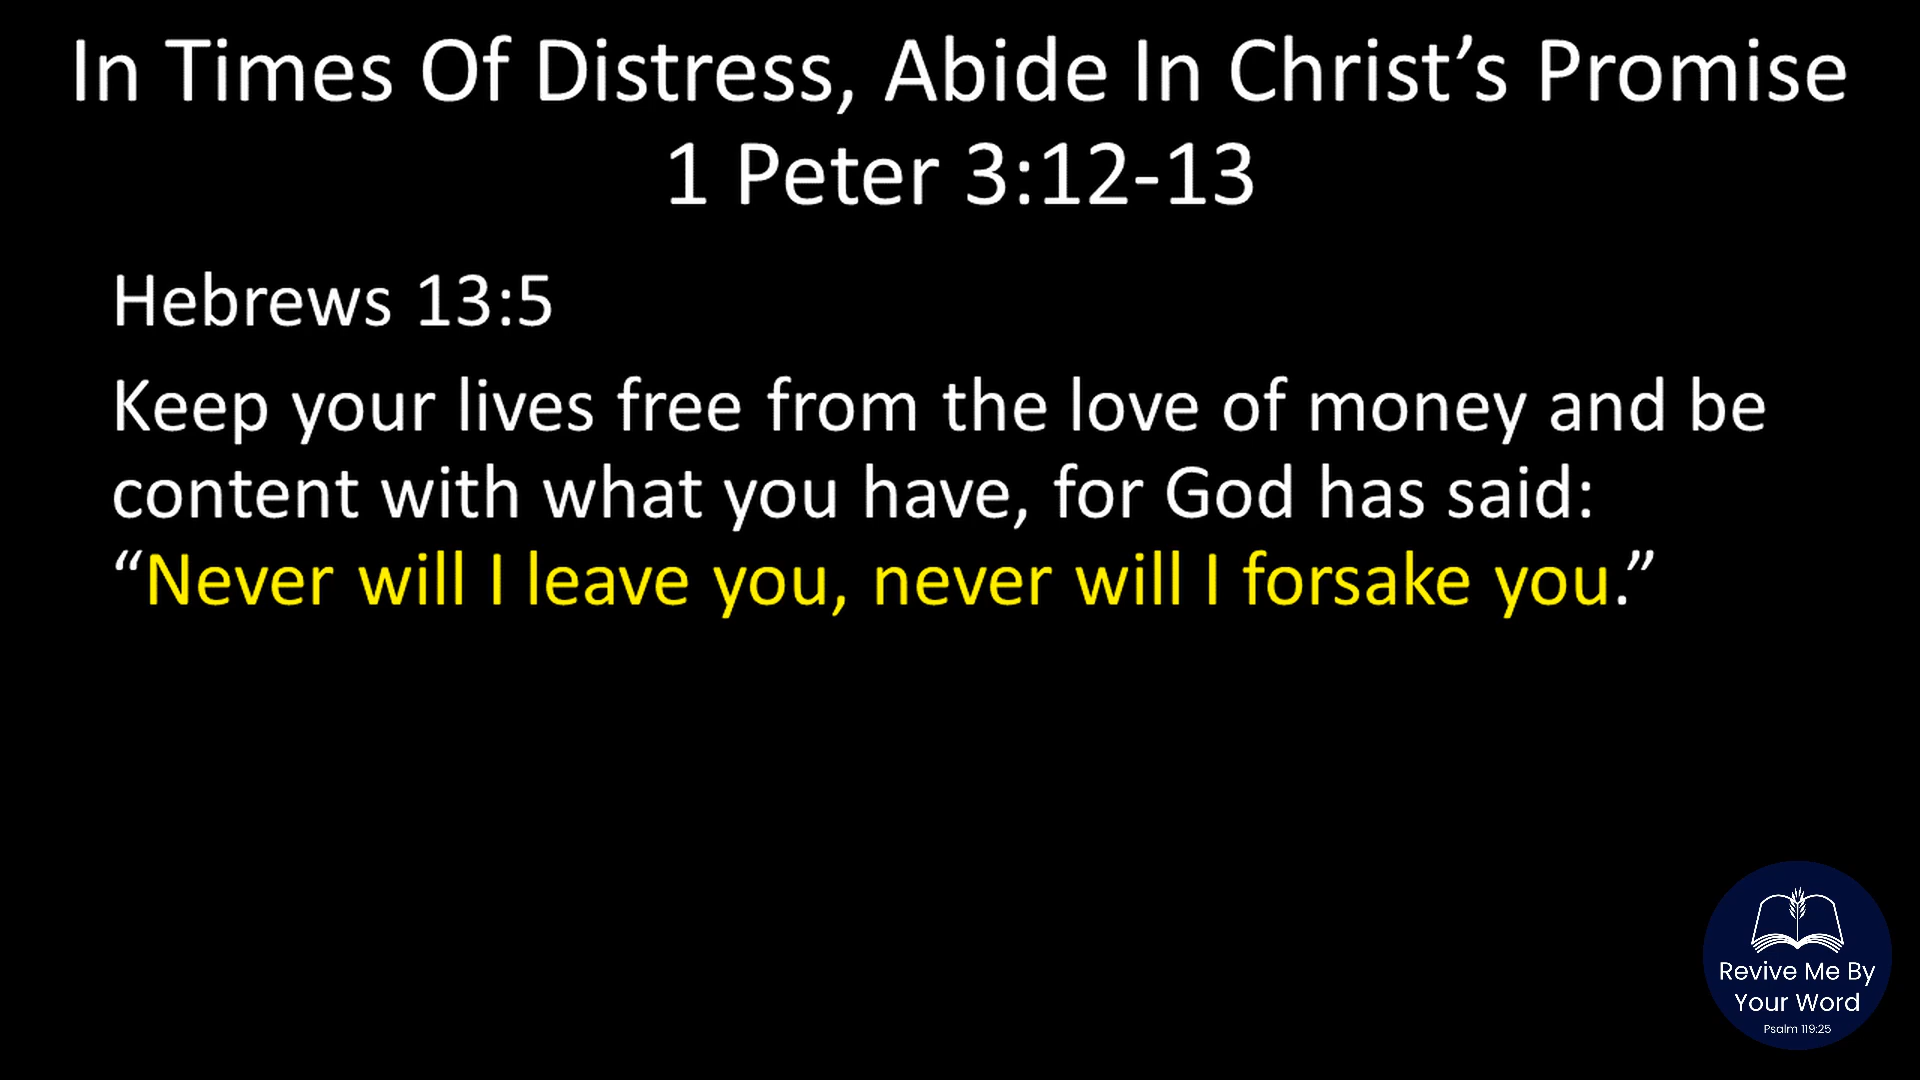 In Times Of Distress, Abide In Christ’s Promise
1 Peter 3:12-13
Hebrews 13:5
Keep your lives free from the love of money and be
content with what you have, for God has said:
“Never will I leave you, never will I forsake you.”
Revive Me By
Your Word
Psalm 119:25